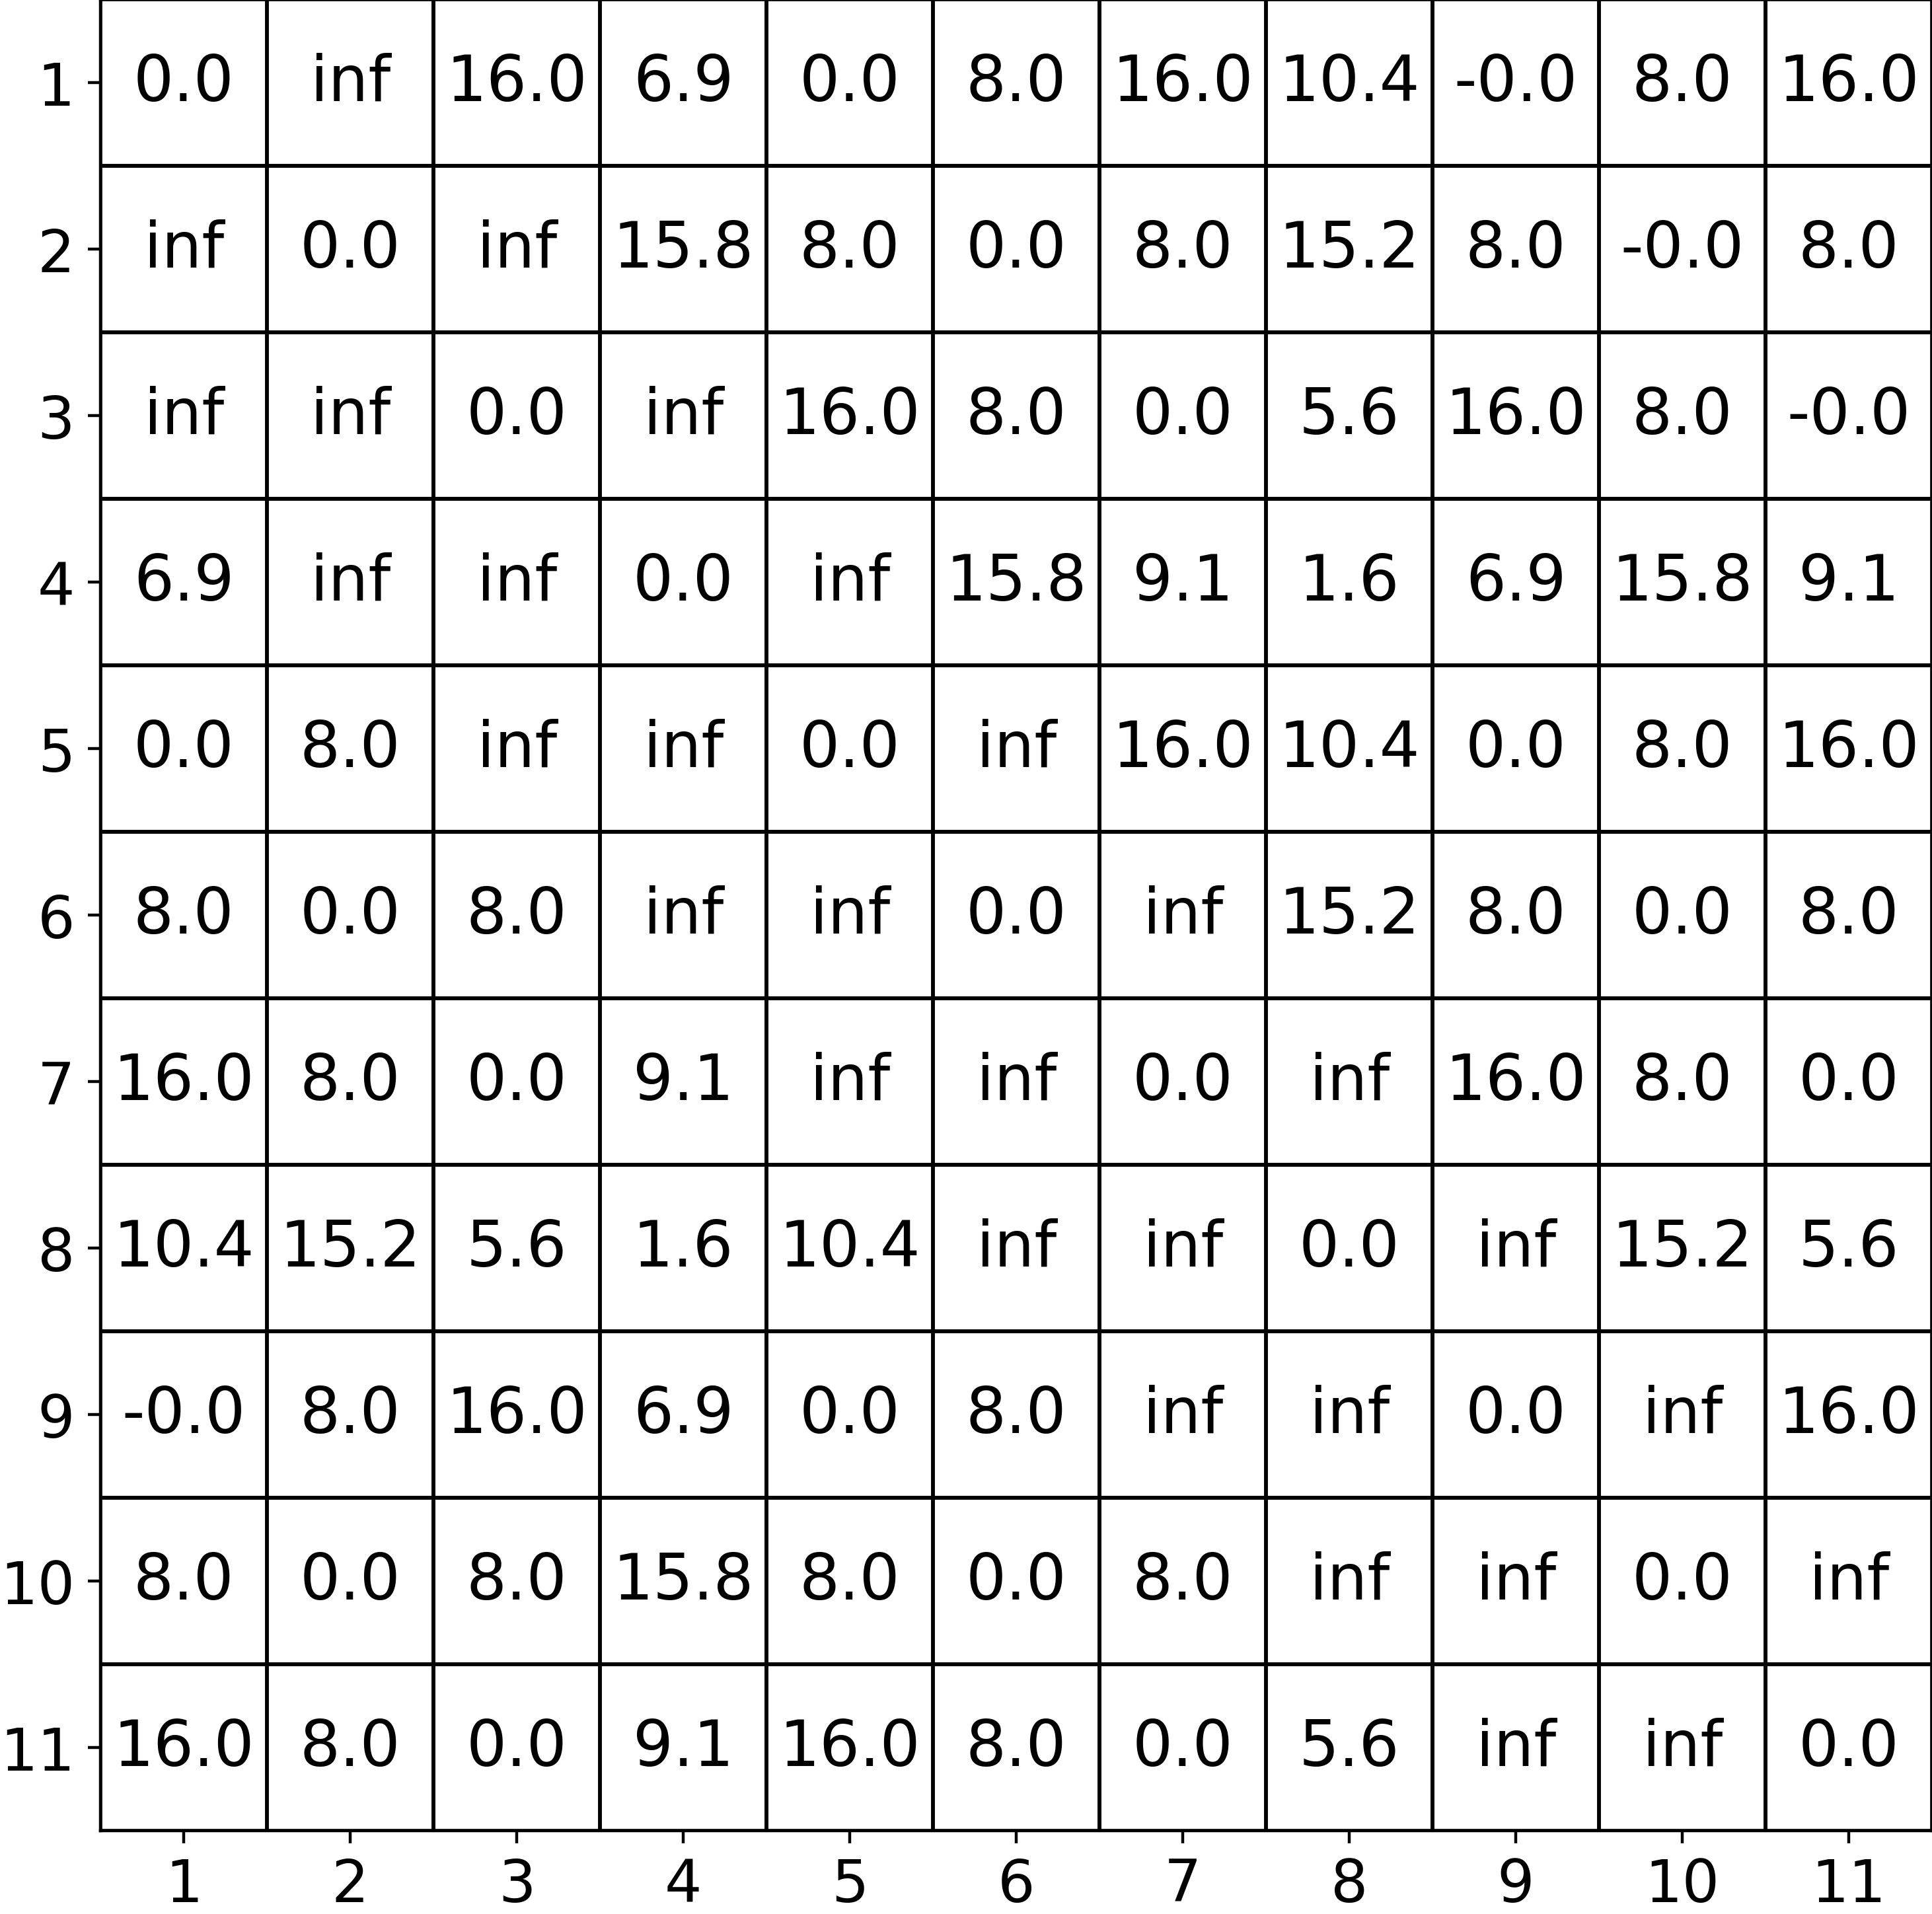 1 0.0 inf 16.0 6.9 0.0 8.0 16.0 10.4 -0.0 8.0 16.0
2 inf 0.0 inf 15.8 8.0 0.0 8.0 15.2 8.0 -0.0 8.0
3 inf inf 0.0 inf 16.0 8.0 0.0 5.6 16.0 8.0 -0.0
4 6.9 inf inf 0.0 inf 15.8 9.1 1.6 6.9 15.8 9.1
5 0.0 8.0 inf inf 0.0 inf 16.0 10.4 0.0 8.0 16.0
6 8.0 0.0 8.0 inf inf 0.0 inf 15.2 8.0 0.0 8.0
7 16.0 8.0 0.0 9.1 inf inf 0.0 inf 16.0 8.0 0.0
8 10.4 15.2 5.6 1.6 10.4 inf inf 0.0 inf 15.2 5.6
9 -0.0 8.0 16.0 6.9 0.0 8.0 inf inf 0.0 inf 16.0
10 8.0 0.0 8.0 15.8 8.0 0.0 8.0 inf inf 0.0 inf
11 16.0 8.0 0.0 9.1 16.0 8.0 0.0 5.6 inf inf 0.0
1 2 3 4 5 6 7 8 9 10 11